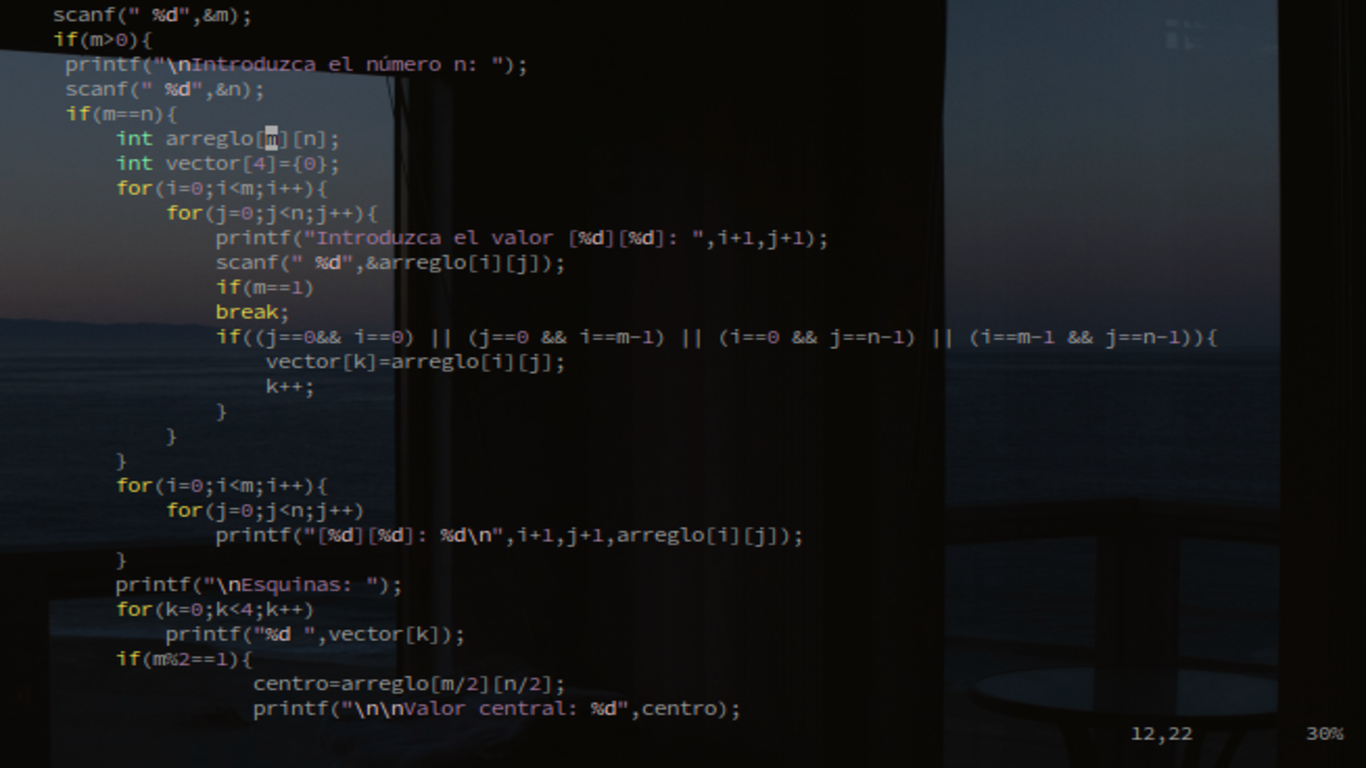 scanf(" %d",&m);
if(m>0){
printf("\nIntroduzca el número n: ");
scanf(" %d",&n);
if(m==n){
int arreglo[m][n];
int vector[4]={0};
for(i=0;i<m;i++){
for(j=0;j<n;j++){
printf("Introduzca el valor [%d][%d]: ",i+1,j+1);
scanf(" %d",&arreglo[i][j]);
if(m==1)
break;
if((j==0&& i==0) || (j==0 && i==m-1) || (i==0 && j==n-1) || (i==m-1 && j==n-1)){
vector[k]=arreglo[i][j];
k++;
}
}
}
for(i=0;i<m;i++){
for(j=0;j<n;j++)
printf("[%d][%d]: %d\n",i+1,j+1,arreglo[i][j]);
}
printf("\nEsquinas: ");
for(k=0;k<4;k++)
printf("%d ",vector[k]);
if(m%2==1){
centro=arreglo[m/2][n/2];
printf("\n\nValor central: %d",centro);
12,22 30%